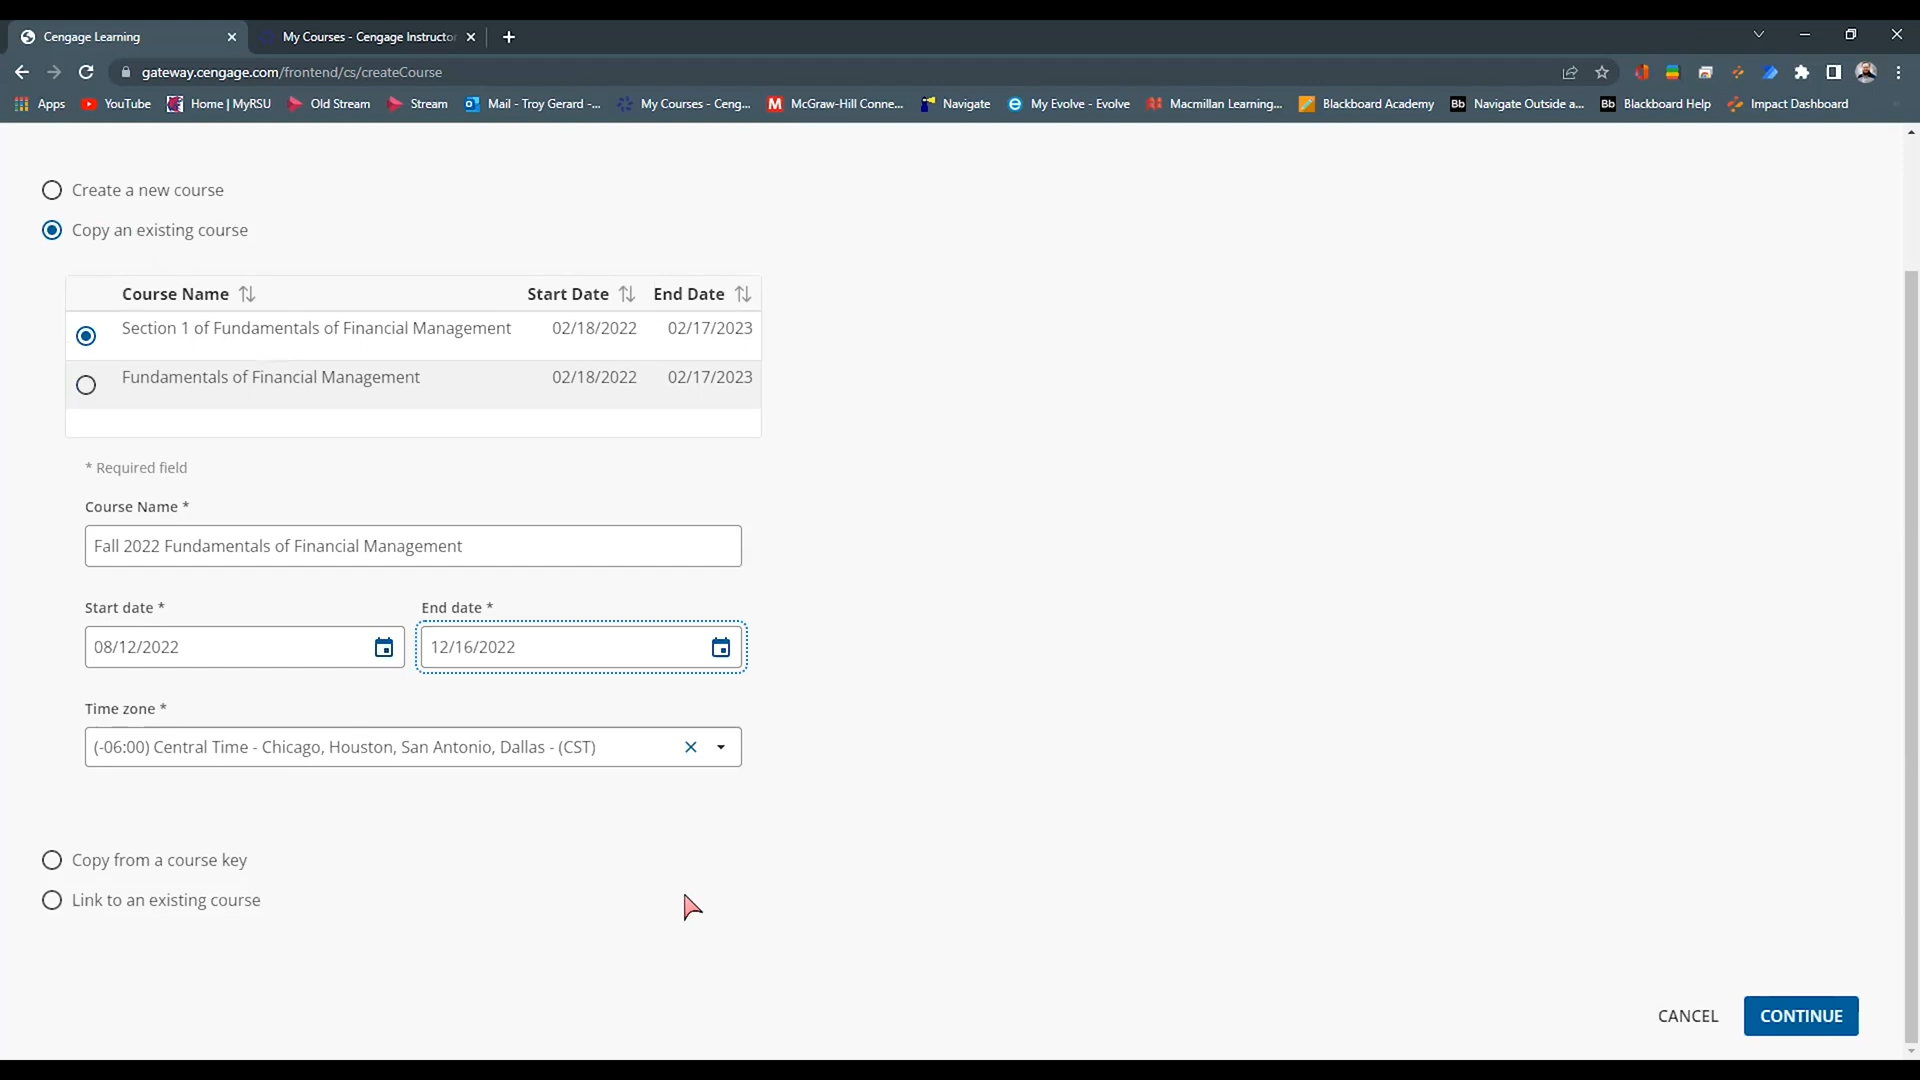 Cengage Learning
My Courses - Cengage Instructor
gateway.cengage.com/frontend/cs/createCourse
Apps YouTube Home | MyRSU Old Stream Stream Mail - Troy Gerard -... My Courses - Ceng... McGraw-Hill Conne... Navigate My Evolve - Evolve Macmillan Learning... Blackboard Academy Bb Navigate Outside a... Bb Blackboard Help Impact Dashboard
Create a new course
Copy an existing course
Course Name Start Date End Date
Section 1 of Fundamentals of Financial Management 02/18/2022 02/17/2023
Fundamentals of Financial Management 02/18/2022 02/17/2023
* Required field
Course Name *
Fall 2022 Fundamentals of Financial Management
Start date * End date *
08/12/2022 12/16/2022
Time zone *
(-06:00) Central Time - Chicago, Houston, San Antonio, Dallas - (CST)
Copy from a course key
Link to an existing course
CANCEL CONTINUE